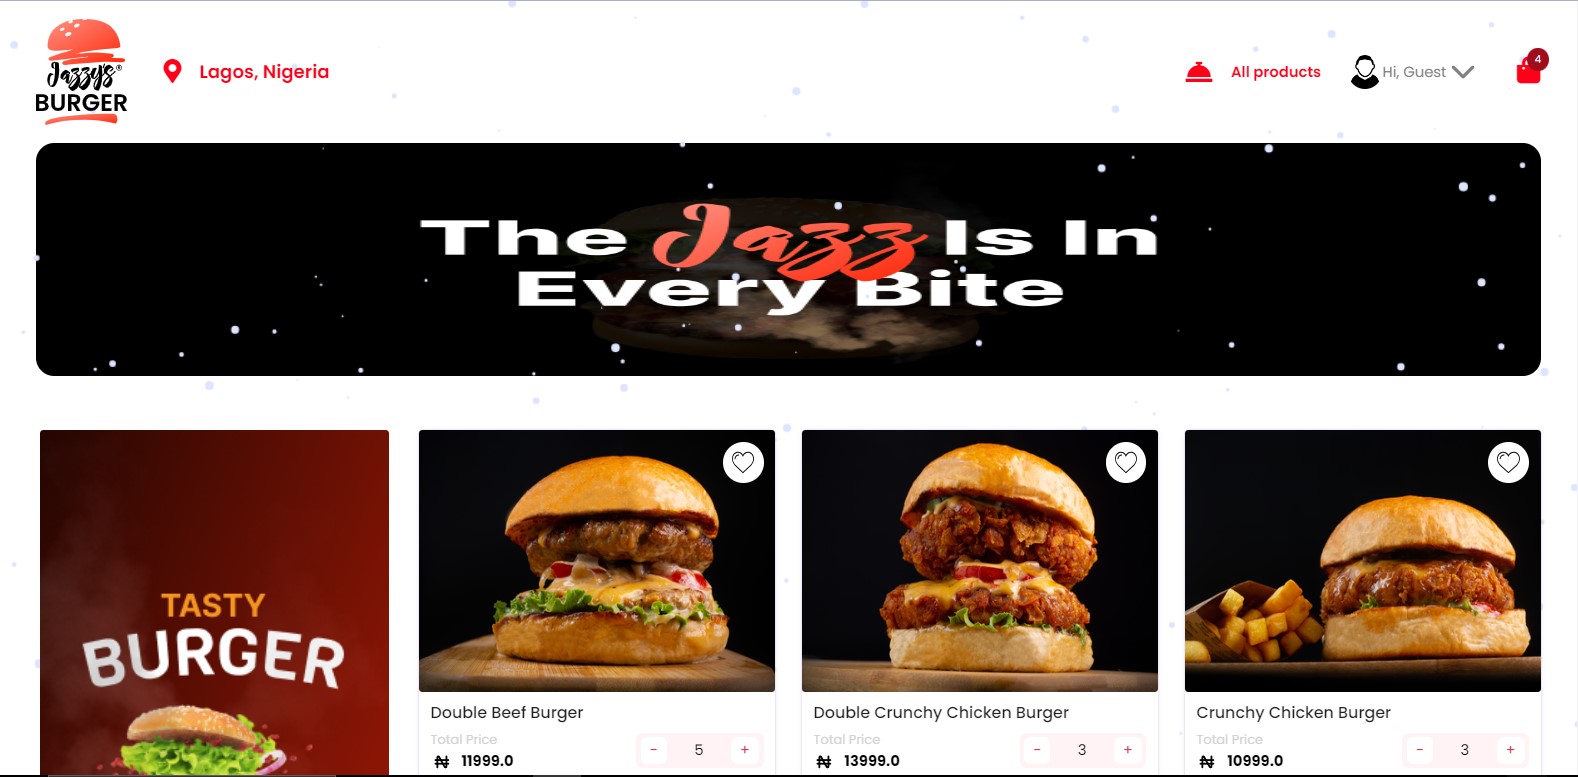 Jazzy's®
BURGER
Lagos, Nigeria
All products
Hi, Guest
4
The Jazz Is In
Every Bite
TASTY
BURGER
Double Beef Burger
Total Price
₦ 11999.0
- 5 +
Double Crunchy Chicken Burger
Total Price
₦ 13999.0
- 3 +
Crunchy Chicken Burger
Total Price
₦ 10999.0
- 3 +